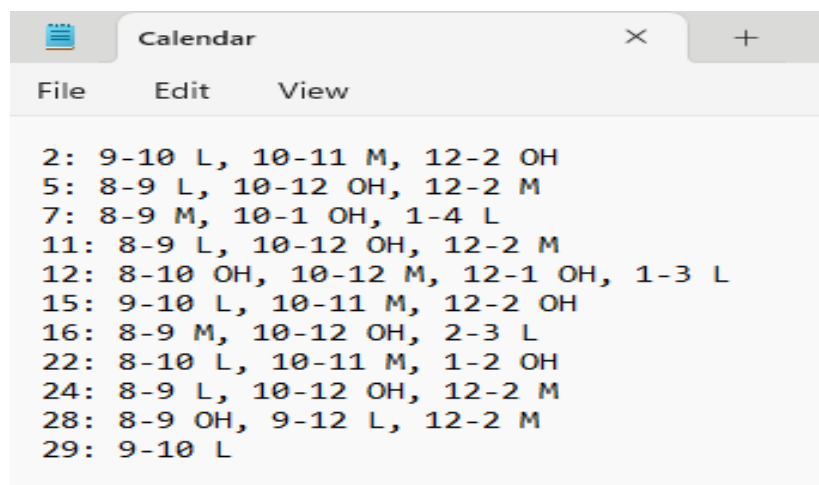 Calendar
File Edit View
2: 9-10 L, 10-11 M, 12-2 OH
5: 8-9 L, 10-12 OH, 12-2 M
7: 8-9 M, 10-1 OH, 1-4 L
11: 8-9 L, 10-12 OH, 12-2 M
12: 8-10 OH, 10-12 M, 12-1 OH, 1-3 L
15: 9-10 L, 10-11 M, 12-2 OH
16: 8-9 M, 10-12 OH, 2-3 L
22: 8-10 L, 10-11 M, 1-2 OH
24: 8-9 L, 10-12 OH, 12-2 M
28: 8-9 OH, 9-12 L, 12-2 M
29: 9-10 L